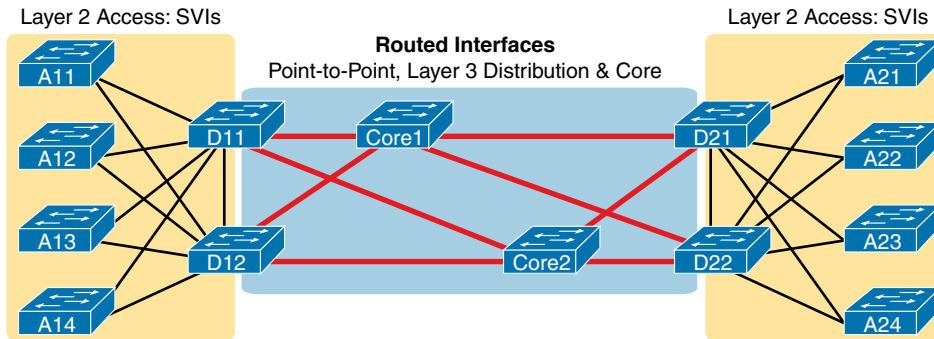 Layer 2 Access: SVIs
Layer 2 Access: SVIs
Routed Interfaces
Point-to-Point, Layer 3 Distribution & Core
A11
A12
A13
A14
D11
D12
Core1
Core2
D21
D22
A21
A22
A23
A24